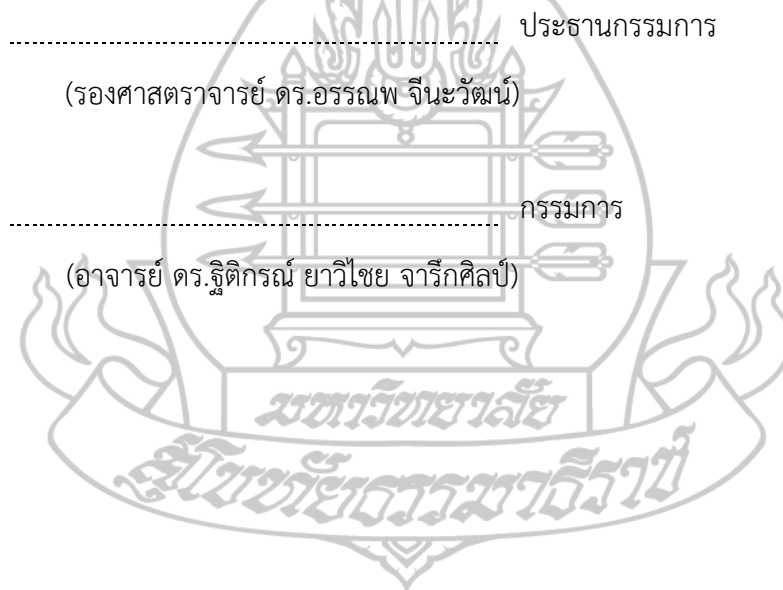 ประธานกรรมการ
(รองศาสตราจารย์ ดร.อรรณพ จีนะวัฒน์)
กรรมการ
(อาจารย์ ดร.ฐิติกรณ์ ยาวิไชย จารึกศิลป์)
มหาวิทยาลัย
สุโขทัยธรรมาธิราช